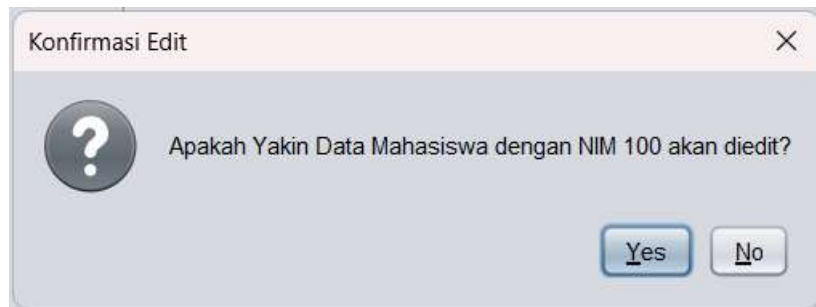 Konfirmasi Edit
?
Apakah Yakin Data Mahasiswa dengan NIM 100 akan diedit?
Yes No